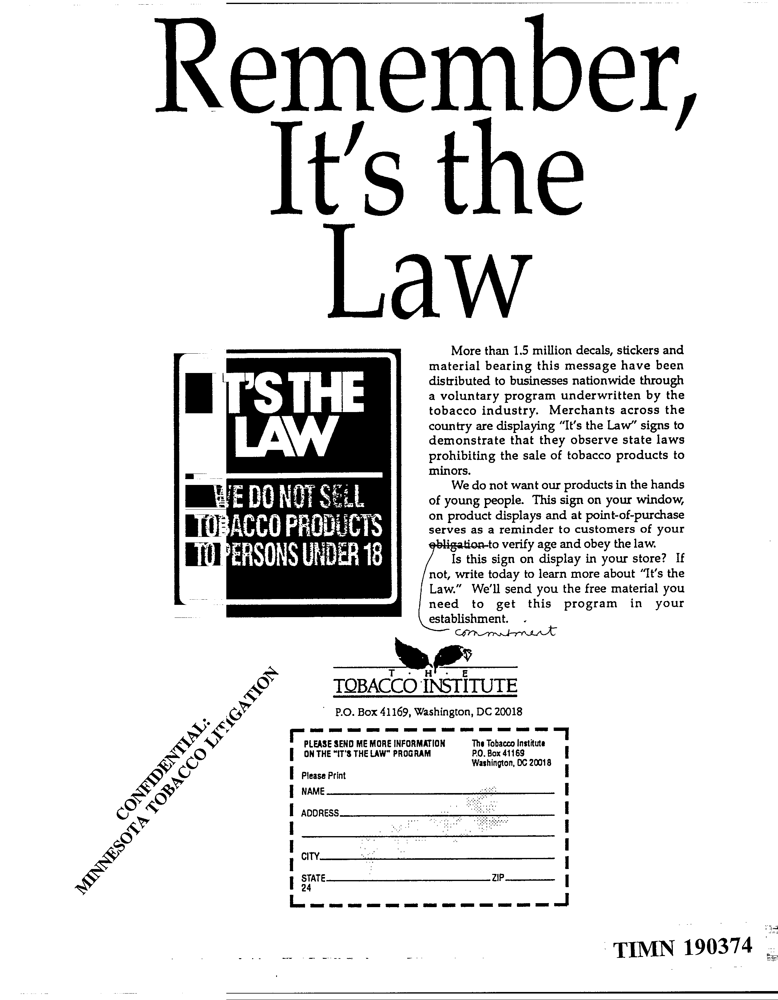 Remember,
It's the
Law
IT'S THE
LAW
WE DO NOT SELL
TOBACCO PRODUCTS
TO PERSONS UNDER 18
More than 1.5 million decals, stickers and
material bearing this message have been
distributed to businesses nationwide through
a voluntary program underwritten by the
tobacco industry. Merchants across the
country are displaying "It's the Law" signs to
demonstrate that they observe state laws
prohibiting the sale of tobacco products to
minors.
We do not want our products in the hands
of young people. This sign on your window,
on product displays and at point-of-purchase
serves as a reminder to customers of your
obligation to verify age and obey the law.
Is this sign on display in your store? If
not, write today to learn more about "It's the
Law." We'll send you the free material you
need to get this program in your
establishment.
commitment
T · H · E
TOBACCO INSTITUTE
P.O. Box 41169, Washington, DC 20018
PLEASE SEND ME MORE INFORMATION
ON THE "IT'S THE LAW" PROGRAM
The Tobacco Institute
P.O. Box 41169
Washington, DC 20018
Please Print
NAME
ADDRESS
CITY
STATE ZIP
24
CONFIDENTIAL:
MINNESOTA TOBACCO LITIGATION
TIMN 190374